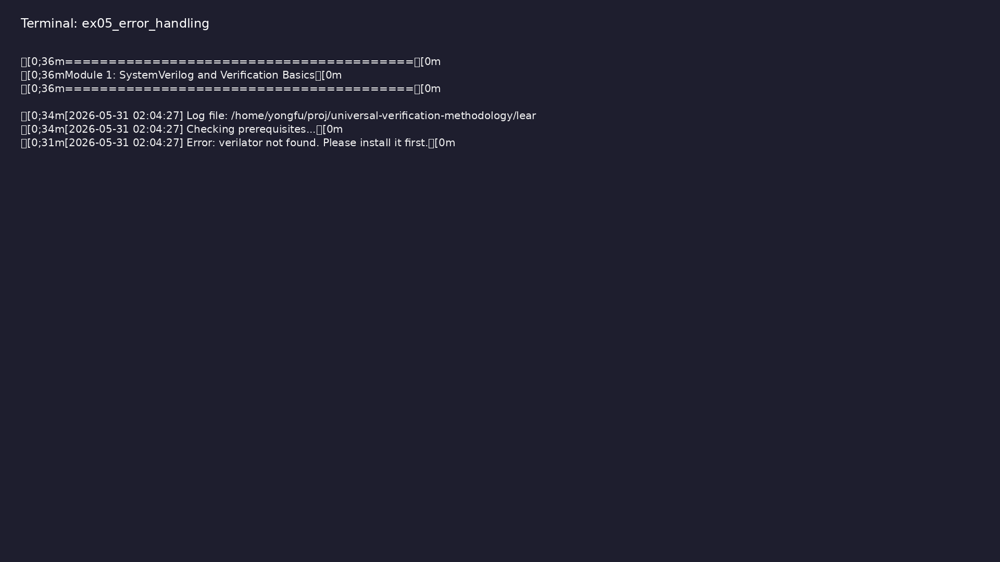 Terminal: ex05_error_handling
▯[0;36m========================================▯[0m
▯[0;36mModule 1: SystemVerilog and Verification Basics▯[0m
▯[0;36m========================================▯[0m
▯[0;34m[2026-05-31 02:04:27] Log file: /home/yongfu/proj/universal-verification-methodology/lear
▯[0;34m[2026-05-31 02:04:27] Checking prerequisites...▯[0m
▯[0;31m[2026-05-31 02:04:27] Error: verilator not found. Please install it first.▯[0m